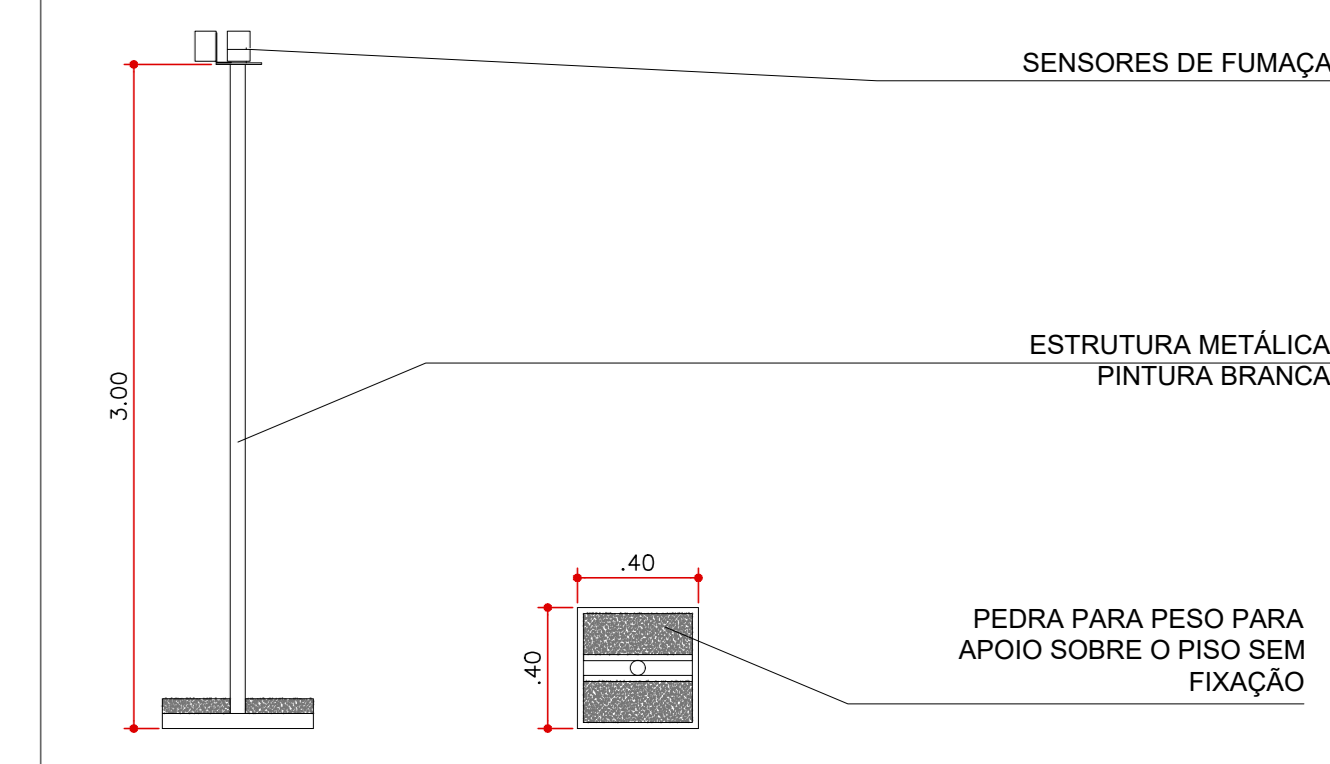 SENSORES DE FUMAÇA
ESTRUTURA METÁLICA
PINTURA BRANCA
3.00
.40
.40
PEDRA PARA PESO PARA
APOIO SOBRE O PISO SEM
FIXAÇÃO